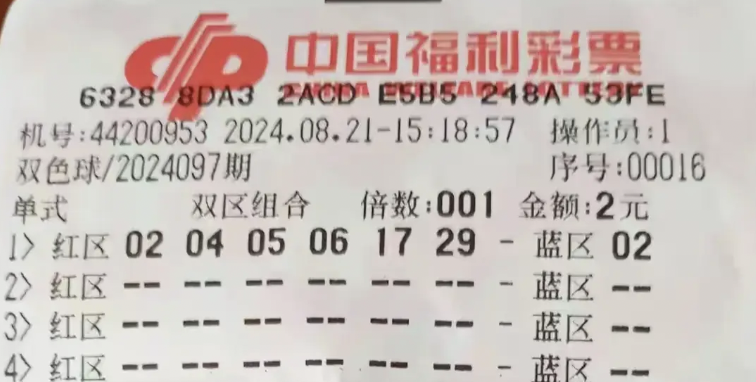 中国福利彩票
CHINA WELFARE LOTTERY
6328 8DA3 2ACD E5B5 248A 53FE
机号:44200953 2024.08.21-15:18:57 操作员:1
双色球/2024097期 序号:00016
单式 双区组合 倍数:001 金额:2元
1> 红区 02 04 05 06 17 29 - 蓝区 02
2> 红区 -- -- -- -- -- -- - 蓝区 --
3> 红区 -- -- -- -- -- -- - 蓝区 --
4> 红区 -- -- -- -- -- -- - 蓝区 --